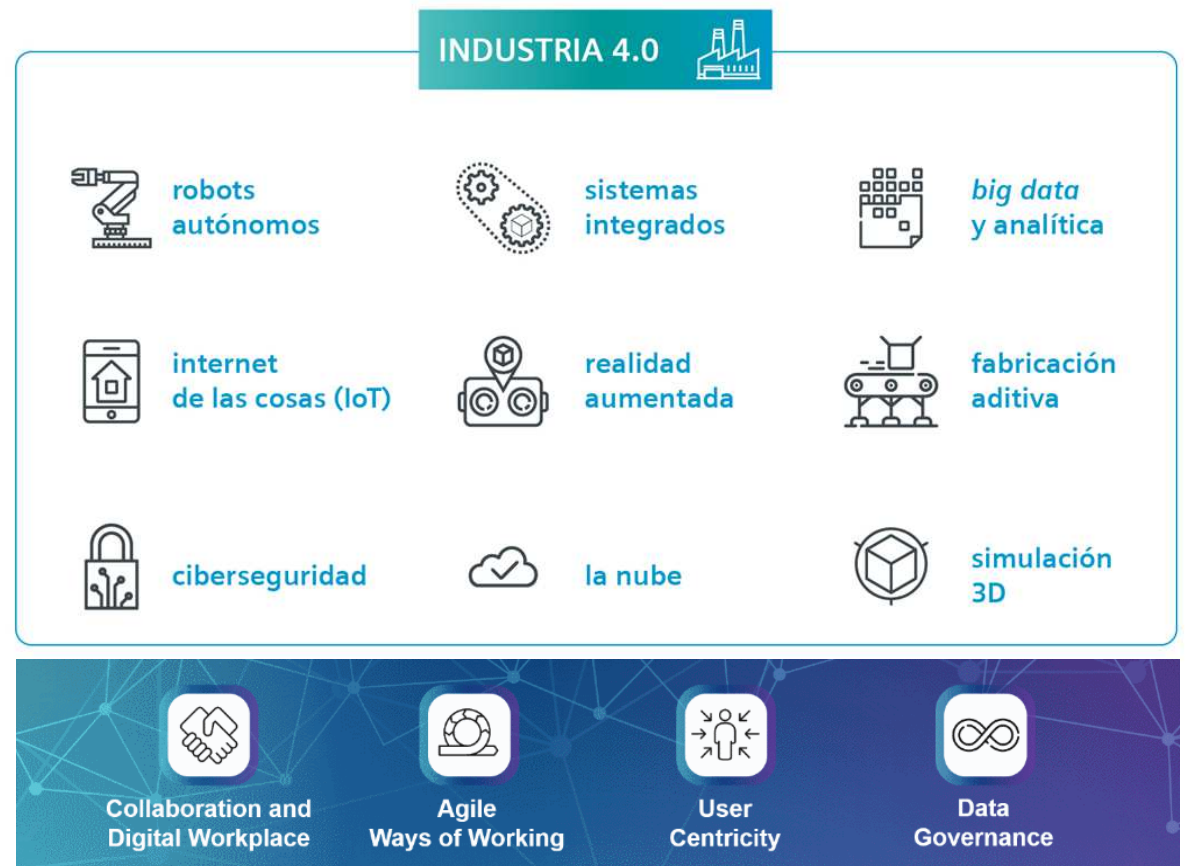 INDUSTRIA 4.0
robots
autónomos
sistemas
integrados
big data
y analítica
internet
de las cosas (IoT)
realidad
aumentada
fabricación
aditiva
ciberseguridad
la nube
simulación
3D
Collaboration and
Digital Workplace
Agile
Ways of Working
User
Centricity
Data
Governance